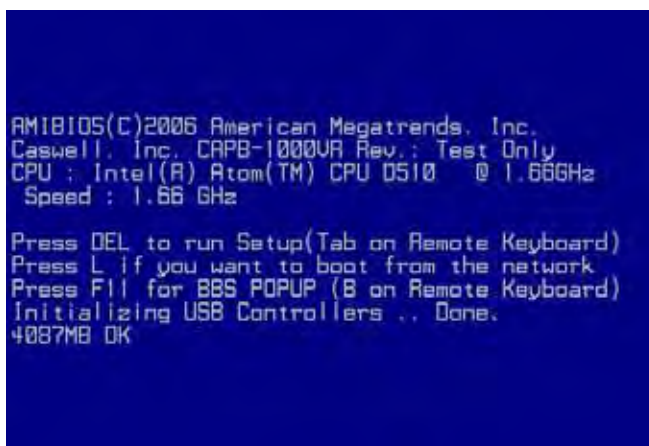 AMIBIOS(C)2006 American Megatrends, Inc.
Caswell, Inc. CAPB-1000VR Rev.: Test Only
CPU : Intel(R) Atom(TM) CPU D510   @ 1.66GHz
 Speed : 1.66 GHz
Press DEL to run Setup(Tab on Remote Keyboard)
Press L if you want to boot from the network
Press F11 for BBS POPUP (B on Remote Keyboard)
Initializing USB Controllers .. Done.
4087MB OK